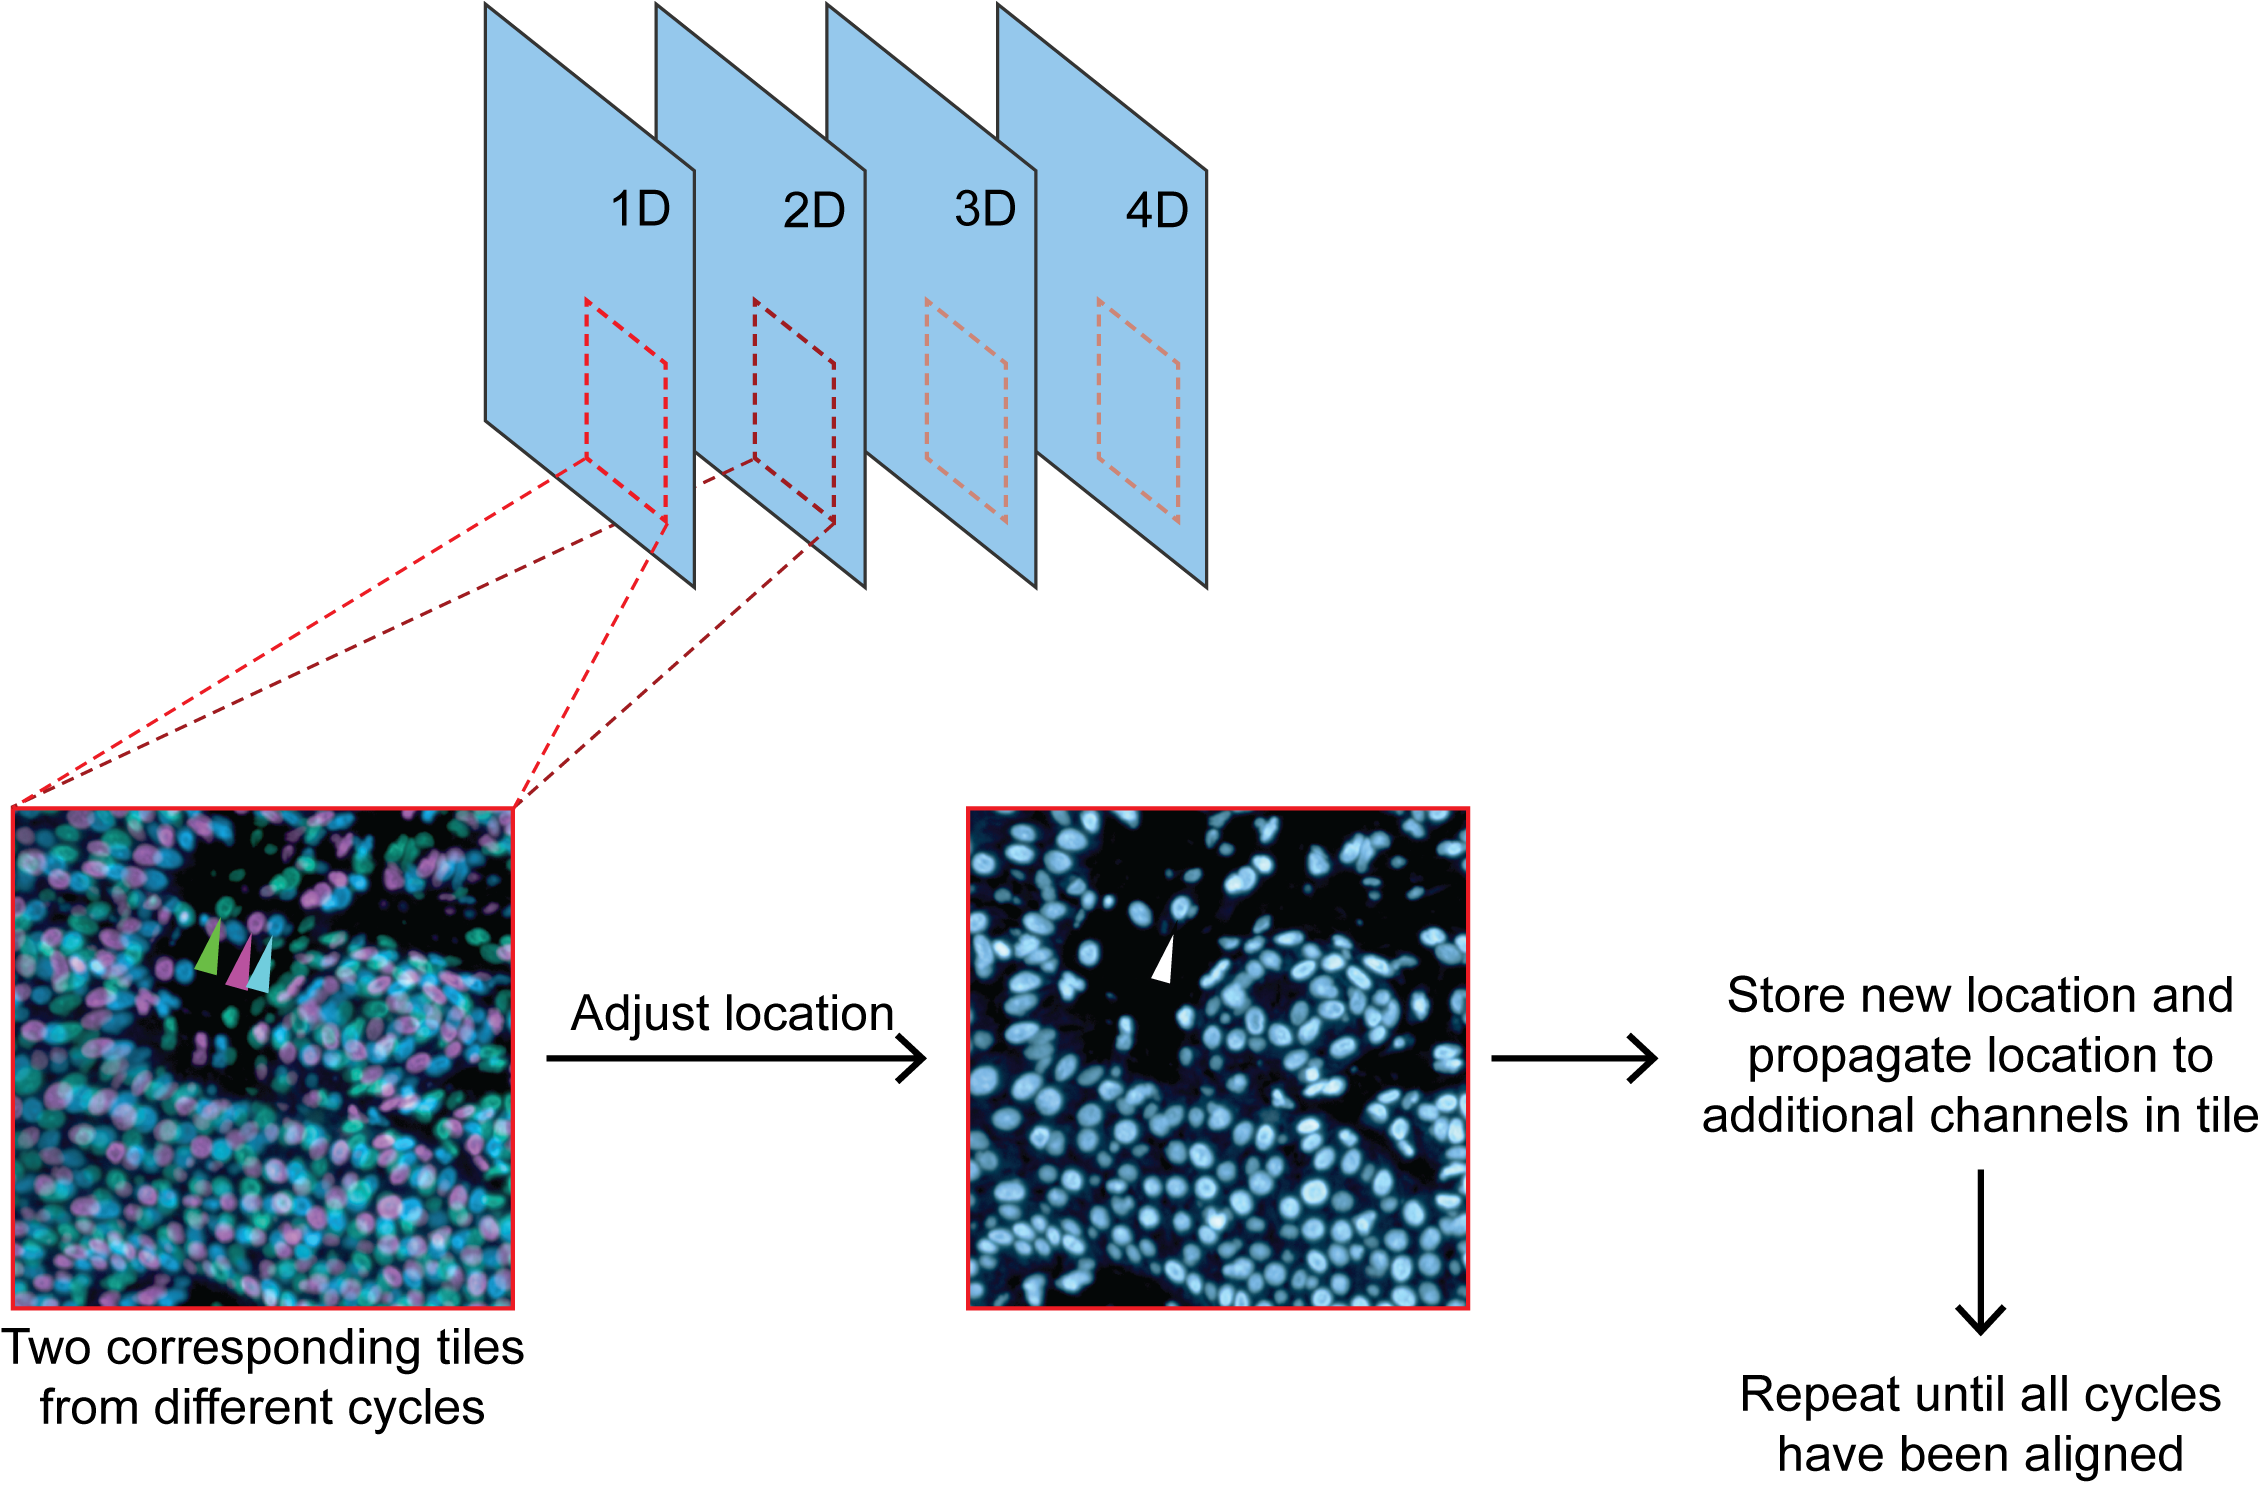 1D
2D
3D
4D
Adjust location
Two corresponding tiles
from different cycles
Store new location and
propagate location to
additional channels in tile
Repeat until all cycles
have been aligned